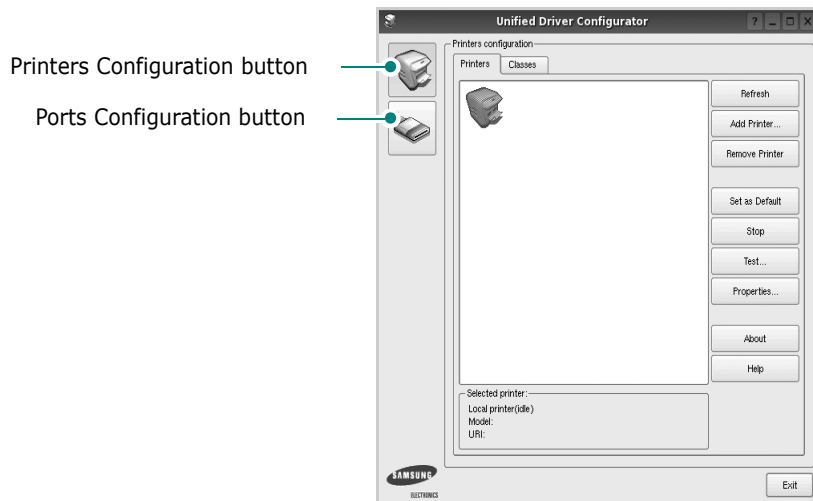 Unified Driver Configurator
Printers Configuration button
Ports Configuration button
Printers configuration
Printers
Classes
Refresh
Add Printer...
Remove Printer
Set as Default
Stop
Test...
Properties...
About
Help
Selected printer:
Local printer(idle)
Model:
URI:
SAMSUNG
ELECTRONICS
Exit